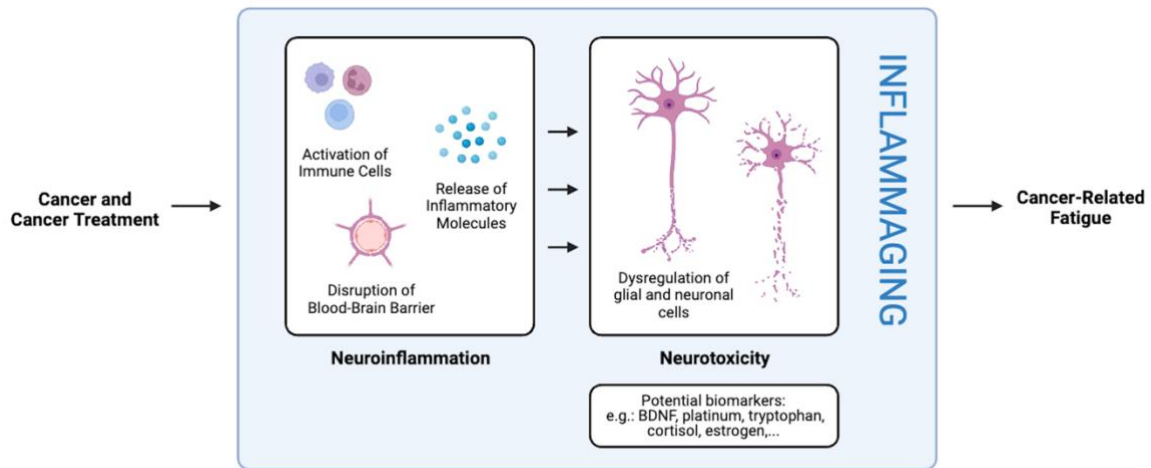 Cancer and
Cancer Treatment
Activation of
Immune Cells
Release of
Inflammatory
Molecules
Disruption of
Blood-Brain Barrier
Neuroinflammation
Dysregulation of
glial and neuronal
cells
Neurotoxicity
Potential biomarkers:
e.g.: BDNF, platinum, tryptophan,
cortisol, estrogen,...
INFLAMMAGING
Cancer-Related
Fatigue